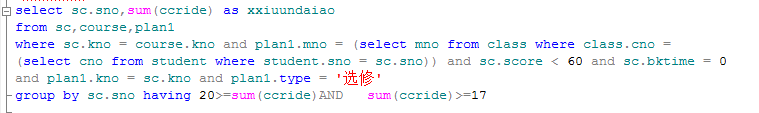 select sc.sno,sum(ccride) as xxiuundaiao
from sc,course,plan1
where sc.kno = course.kno and plan1.mno = (select mno from class where class.cno =
(select cno from student where student.sno = sc.sno)) and sc.score < 60 and sc.bktime = 0
and plan1.kno = sc.kno and plan1.type = '选修'
group by sc.sno having 20>=sum(ccride)AND   sum(ccride)>=17